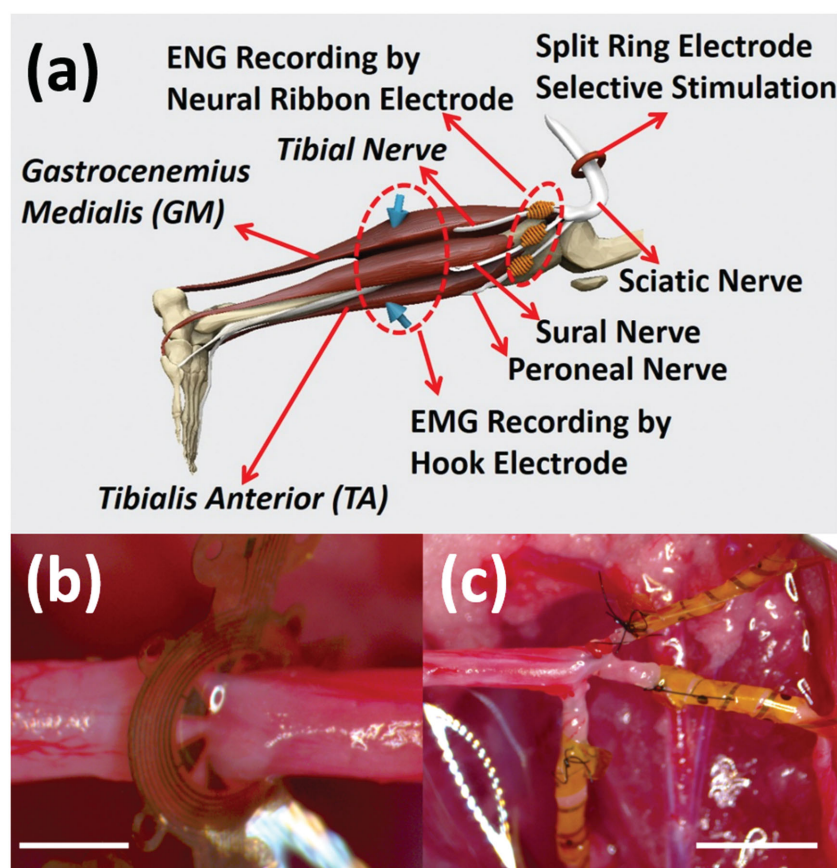 (a)
ENG Recording by
Neural Ribbon Electrode
Split Ring Electrode
Selective Stimulation
Tibial Nerve
Gastrocenemius
Medialis (GM)
Sciatic Nerve
Sural Nerve
Peroneal Nerve
EMG Recording by
Hook Electrode
Tibialis Anterior (TA)
(b)
(c)